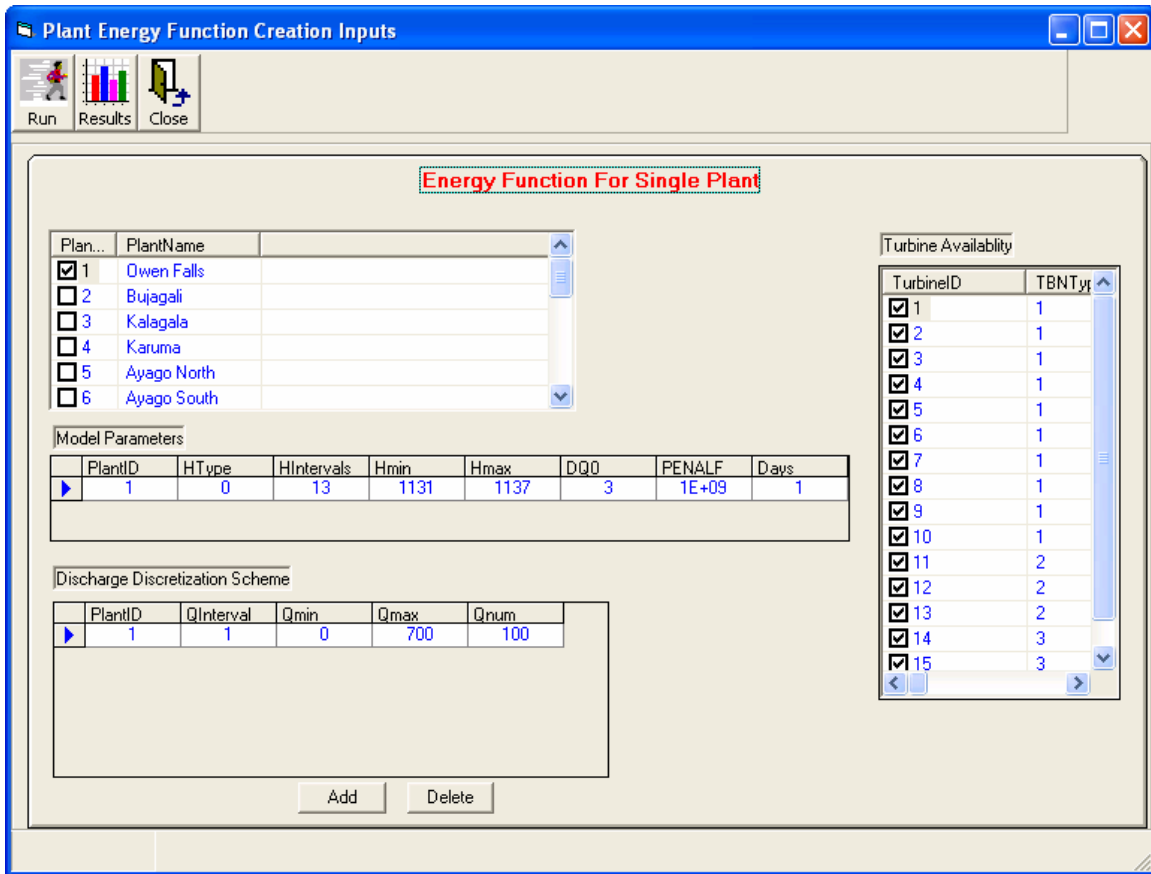 Plant Energy Function Creation Inputs
Run Results Close
Energy Function For Single Plant
Plan... PlantName
1 Owen Falls
2 Bujagali
3 Kalagala
4 Karuma
5 Ayago North
6 Ayago South
Model Parameters
PlantID HType HIntervals Hmin Hmax DQ0 PENALF Days
1 0 13 1131 1137 3 1E+09 1
Discharge Discretization Scheme
PlantID QInterval Qmin Qmax Qnum
1 1 0 700 100
Add Delete
Turbine Availablity
TurbineID TBNTyp
1 1
2 1
3 1
4 1
5 1
6 1
7 1
8 1
9 1
10 1
11 2
12 2
13 2
14 3
15 3